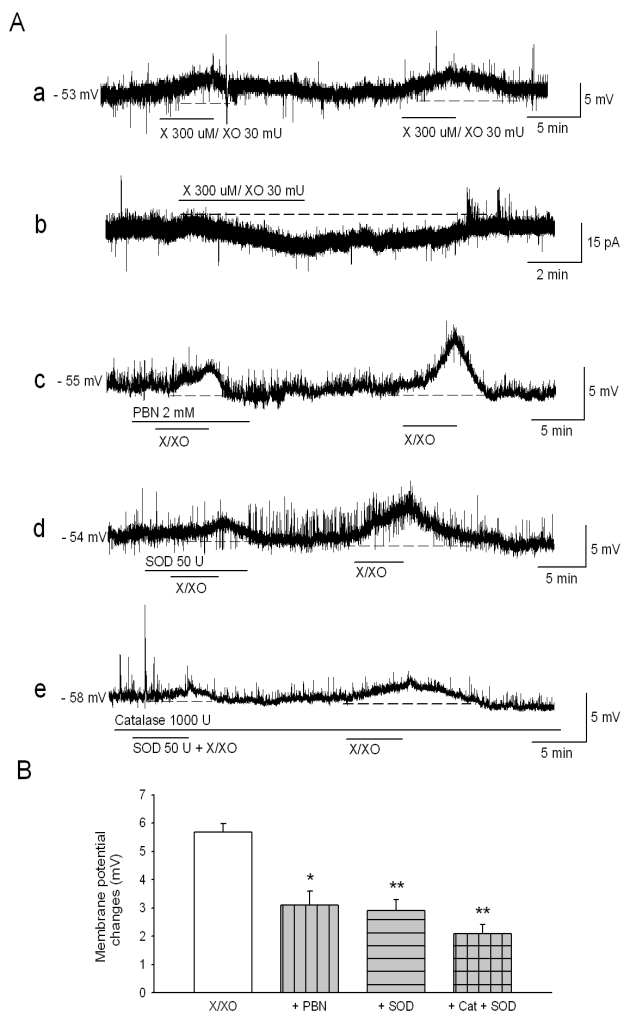 A
a
- 53 mV
X 300 uM/ XO 30 mU
X 300 uM/ XO 30 mU
5 mV
5 min
b
X 300 uM/ XO 30 mU
15 pA
2 min
c
- 55 mV
PBN 2 mM
X/XO
X/XO
5 mV
5 min
d
- 54 mV
SOD 50 U
X/XO
X/XO
5 mV
5 min
e
- 58 mV
Catalase 1000 U
SOD 50 U + X/XO
X/XO
5 mV
5 min
B
Membrane potential
changes (mV)
7
6
5
4
3
2
1
0
*
**
**
X/XO
+ PBN
+ SOD
+ Cat + SOD